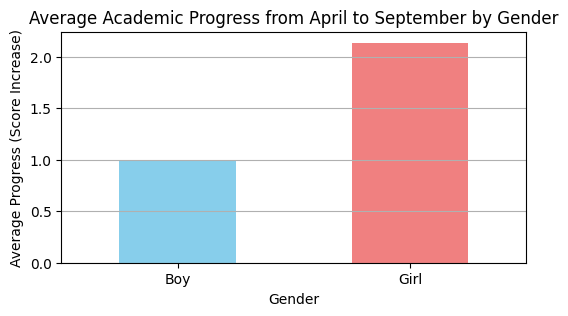 Average Academic Progress from April to September by Gender
Average Progress (Score Increase)
2.0
1.5
1.0
0.5
0.0
Boy
Girl
Gender